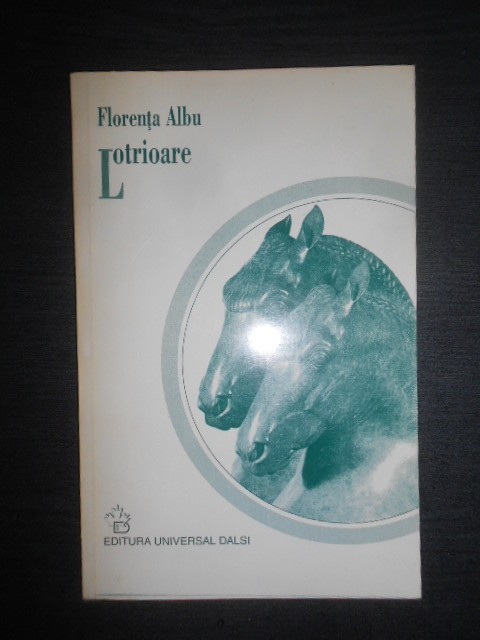 Florența Albu
Lotrioare
EDITURA UNIVERSAL DALSI